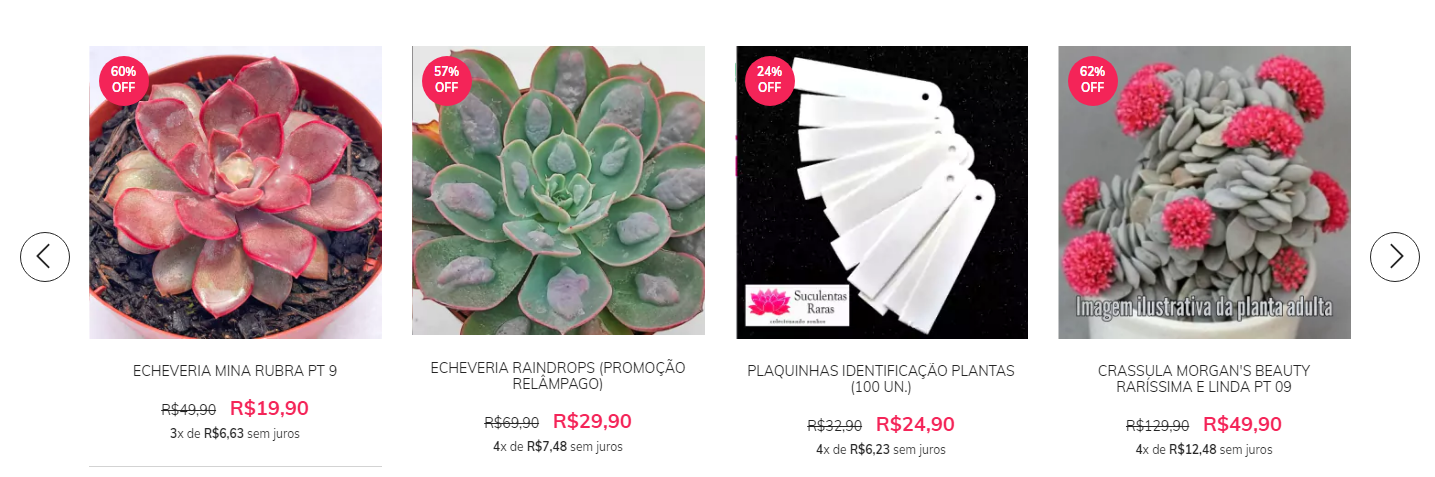 60%
OFF
57%
OFF
24%
OFF
62%
OFF
Suculentas
Raras
colecionando sonhos
Imagem ilustrativa da planta adulta
ECHEVERIA MINA RUBRA PT 9
R$49,90 R$19,90
3x de R$6,63 sem juros
ECHEVERIA RAINDROPS (PROMOÇÃO
RELÂMPAGO)
R$69,90 R$29,90
4x de R$7,48 sem juros
PLAQUINHAS IDENTIFICAÇÃO PLANTAS
(100 UN.)
R$32,90 R$24,90
4x de R$6,23 sem juros
CRASSULA MORGAN'S BEAUTY
RARÍSSIMA E LINDA PT 09
R$129,90 R$49,90
4x de R$12,48 sem juros